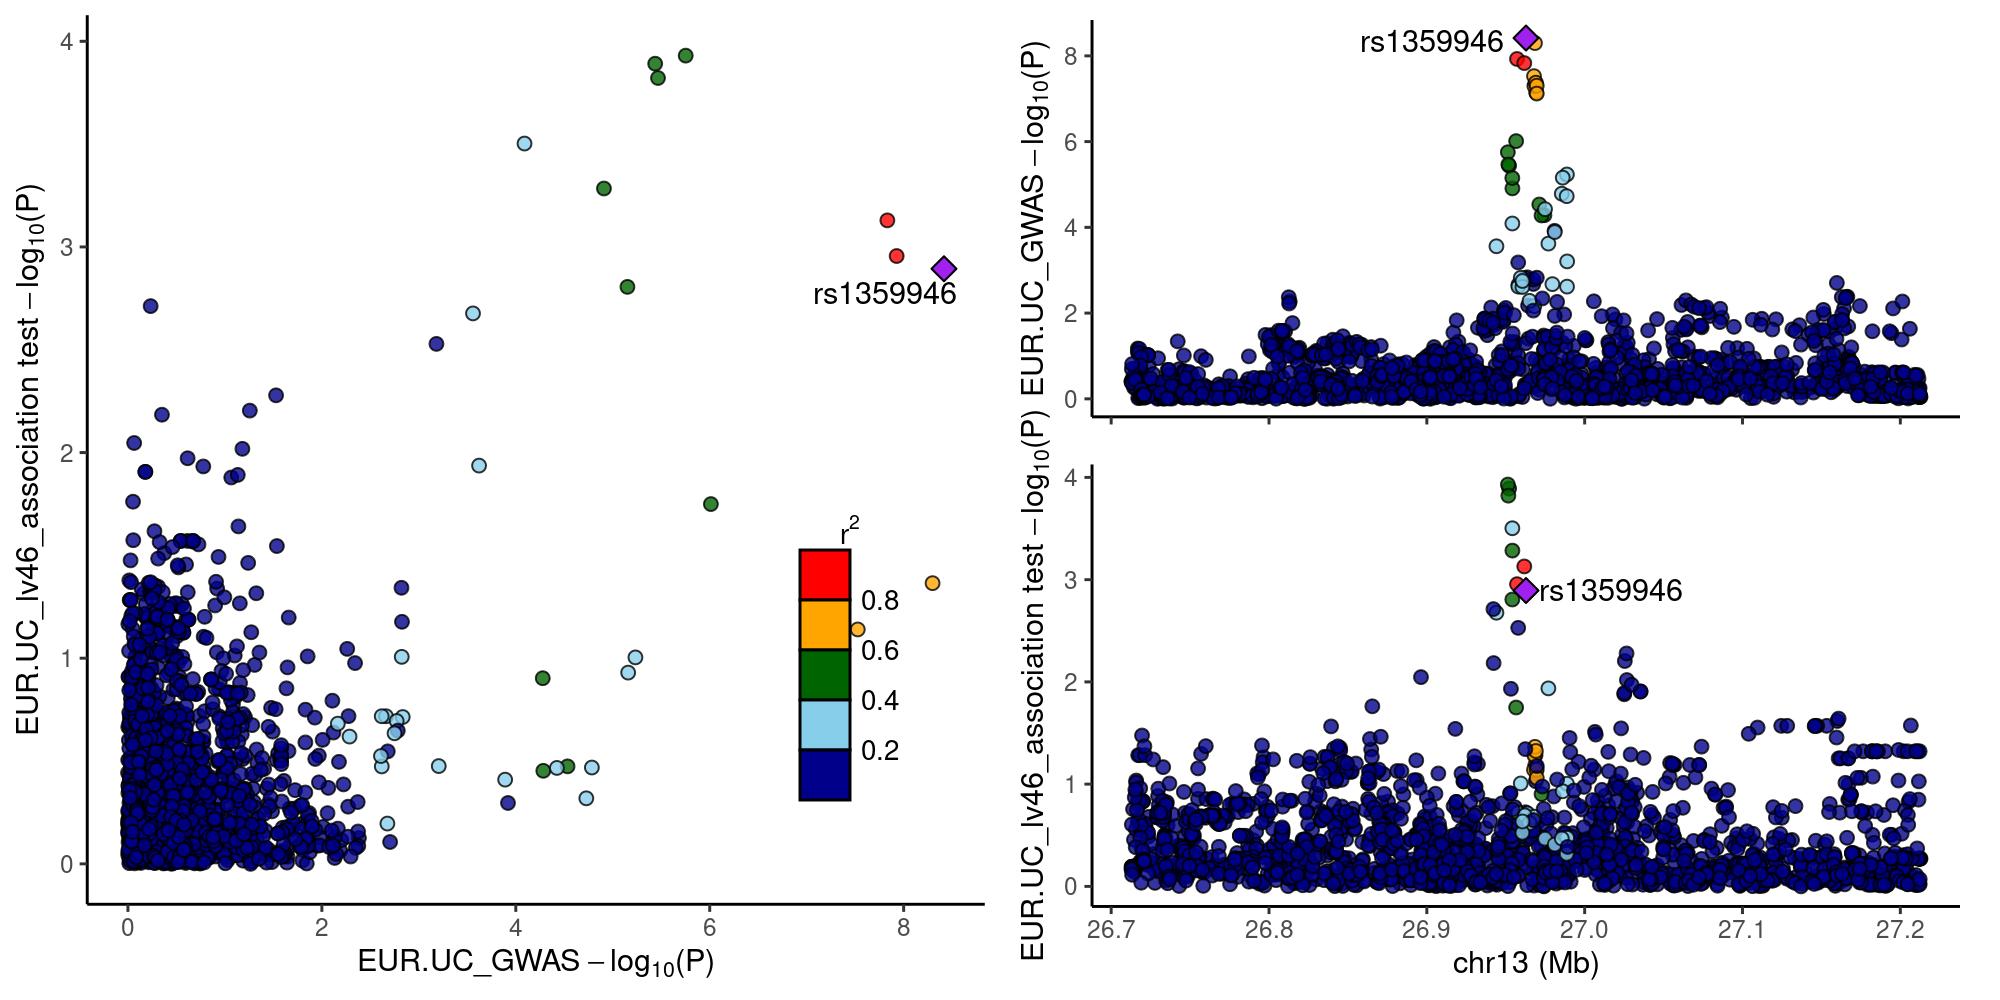 4
3
2
1
0
EUR.UC_lv46_association test −log10(P)
0 2 4 6 8
EUR.UC_GWAS −log10(P)
rs1359946
r2
0.8
0.6
0.4
0.2
8
6
4
2
0
EUR.UC_GWAS −log10(P)
rs1359946
4
3
2
1
0
EUR.UC_lv46_association test −log10(P)
rs1359946
26.7 26.8 26.9 27.0 27.1 27.2
chr13 (Mb)